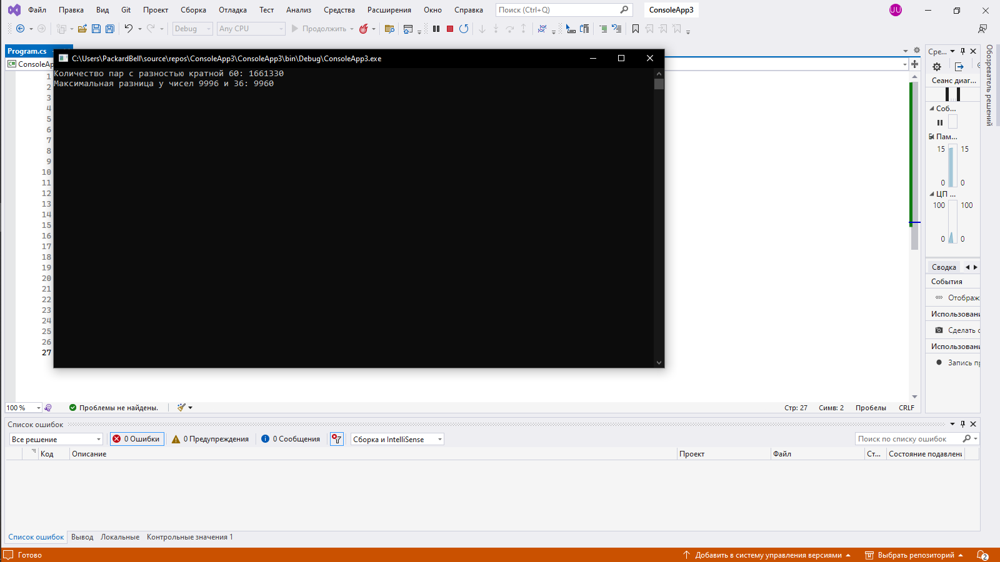 Файл Правка Вид Git Проект Сборка Отладка Тест Анализ Средства Расширения Окно Справка Поиск (Ctrl+Q) ConsoleApp3 UU
Debug Any CPU Продолжить
Program.cs
C:\Users\PackardBell\source\repos\ConsoleApp3\ConsoleApp3\bin\Debug\ConsoleApp3.exe
C# ConsoleAp
Количество пар с разностью кратной 60: 1661330
Максимальная разница у чисел 9996 и 36: 9960
1
2
3
4
5
6
7
8
9
10
11
12
13
14
15
16
17
18
19
20
21
22
23
24
25
26
27
100 % Проблемы не найдены. Стр: 27 Симв: 2 Пробелы CRLF
Сре...
Сеанс диаг...
Соб...
Пам...
15 15
0 0
ЦП ...
100 100
0 0
Сводка
События
Отображ
Использовани
Сделать с
Использовани
Запись пр
Обозреватель решений
Список ошибок
Все решение 0 Ошибки 0 Предупреждения 0 Сообщения Сборка и IntelliSense Поиск по списку ошибок
Код Описание Проект Файл Ст... Состояние подавлени
Список ошибок Вывод Локальные Контрольные значения 1
Готово Добавить в систему управления версиями Выбрать репозиторий 2